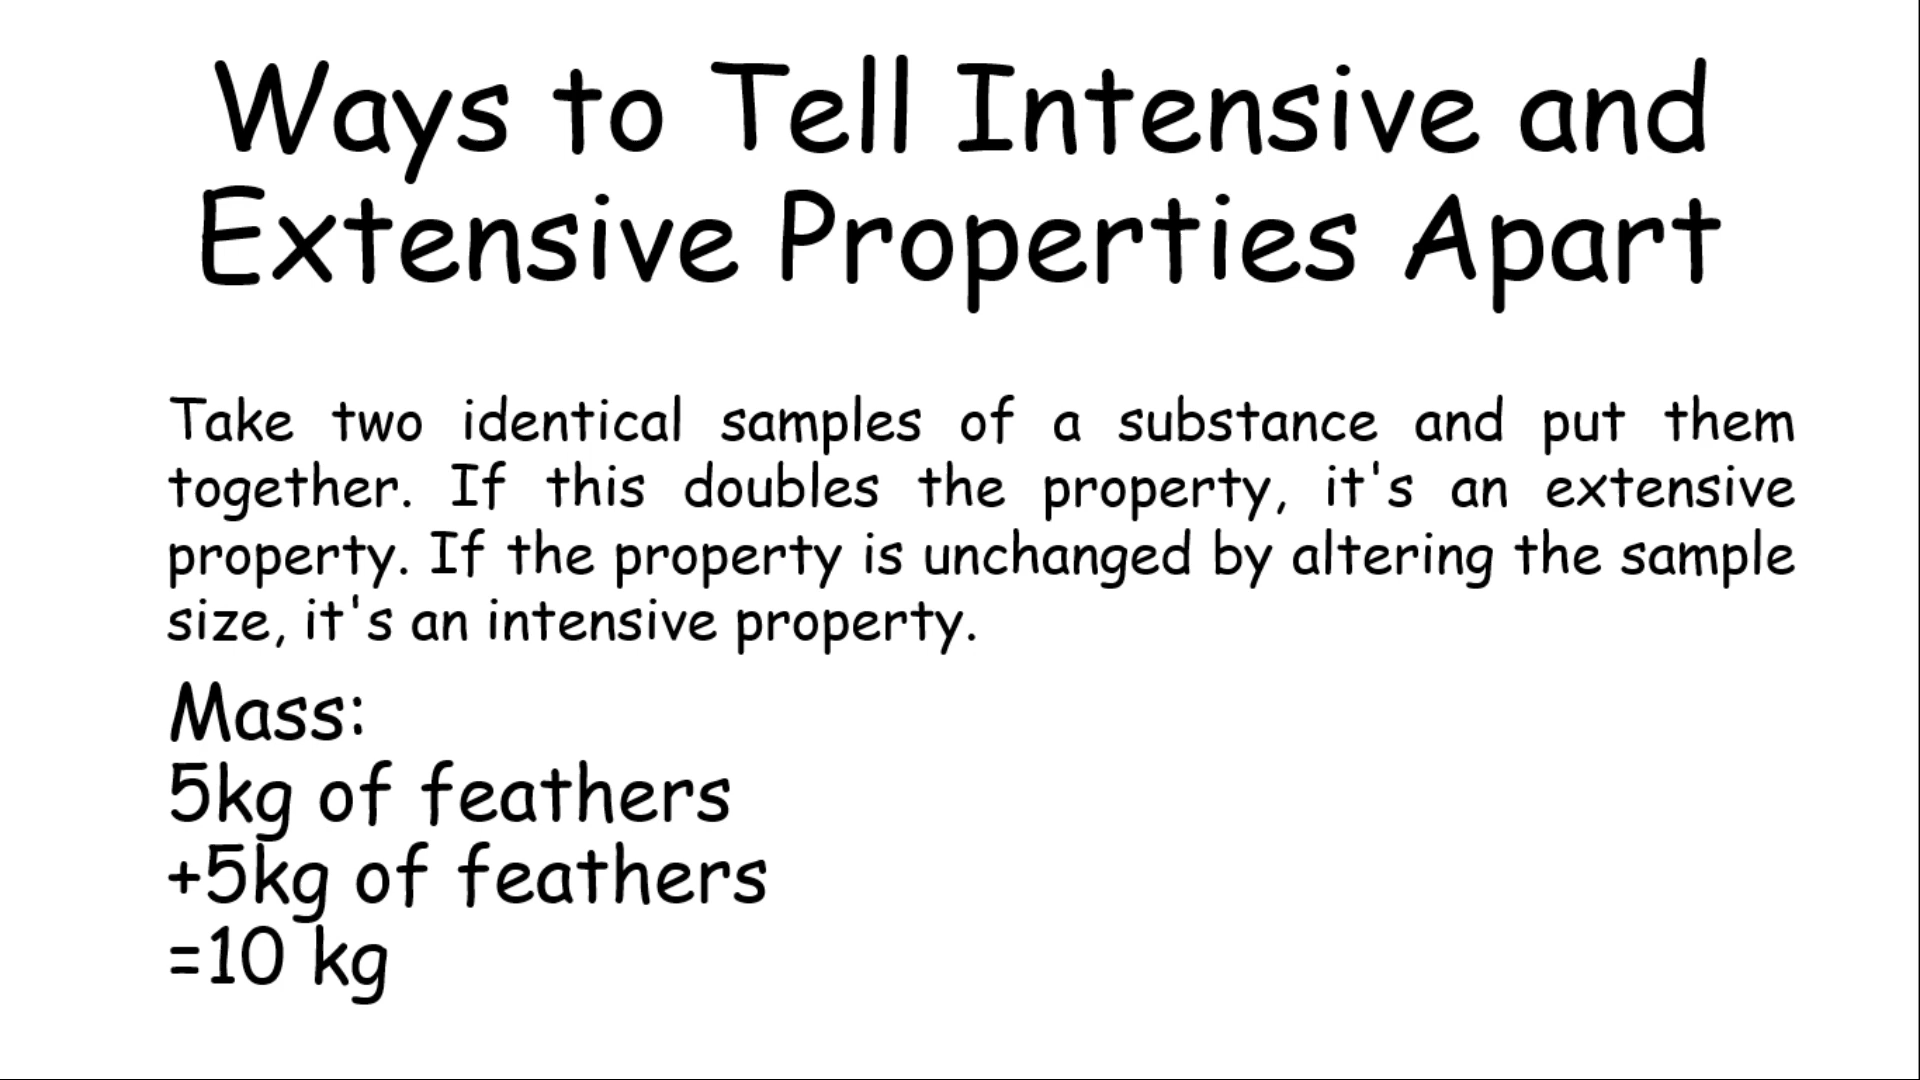 Ways to Tell Intensive and
Extensive Properties Apart
Take two identical samples of a substance and put them
together. If this doubles the property, it's an extensive
property. If the property is unchanged by altering the sample
size, it's an intensive property.
Mass:
5kg of feathers
+5kg of feathers
=10 kg